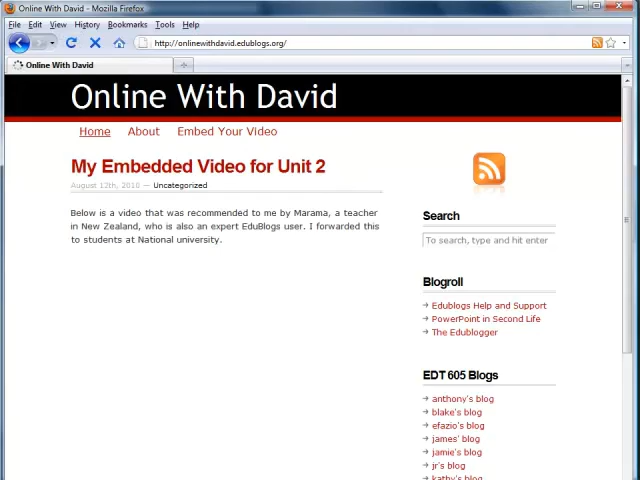 Online With David - Mozilla Firefox
File Edit View History Bookmarks Tools Help
http://onlinewithdavid.edublogs.org/
Online With David
Online With David
Home About Embed Your Video
My Embedded Video for Unit 2
August 12th, 2010 — Uncategorized
Below is a video that was recommended to me by Marama, a teacher
in New Zealand, who is also an expert EduBlogs user. I forwarded this
to students at National university.
Search
To search, type and hit enter
Blogroll
Edublogs Help and Support
PowerPoint in Second Life
The Edublogger
EDT 605 Blogs
anthony's blog
blake's blog
efazio's blog
james' blog
jamie's blog
jr's blog
kathy's blog